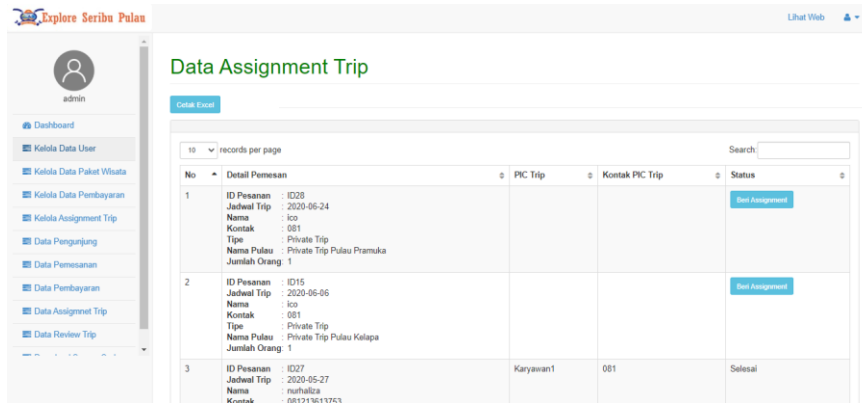 Explore Seribu Pulau
Lihat Web
admin
Dashboard
Kelola Data User
Kelola Data Paket Wisata
Kelola Data Pembayaran
Kelola Assignment Trip
Data Pengunjung
Data Pemesanan
Data Pembayaran
Data Assignmet Trip
Data Review Trip
Data Assignment Trip
Cetak Excel
10 records per page
Search:
No Detail Pemesan PIC Trip Kontak PIC Trip Status
1 ID Pesanan : ID28 Beri Assignment
Jadwal Trip : 2020-06-24
Nama : ico
Kontak : 081
Tipe : Private Trip
Nama Pulau : Private Trip Pulau Pramuka
Jumlah Orang: 1
2 ID Pesanan : ID15 Beri Assignment
Jadwal Trip : 2020-06-06
Nama : ico
Kontak : 081
Tipe : Private Trip
Nama Pulau : Private Trip Pulau Kelapa
Jumlah Orang: 1
3 ID Pesanan : ID27 Karyawan1 081 Selesai
Jadwal Trip : 2020-05-27
Nama : nurhaliza
Kontak : 081213613753